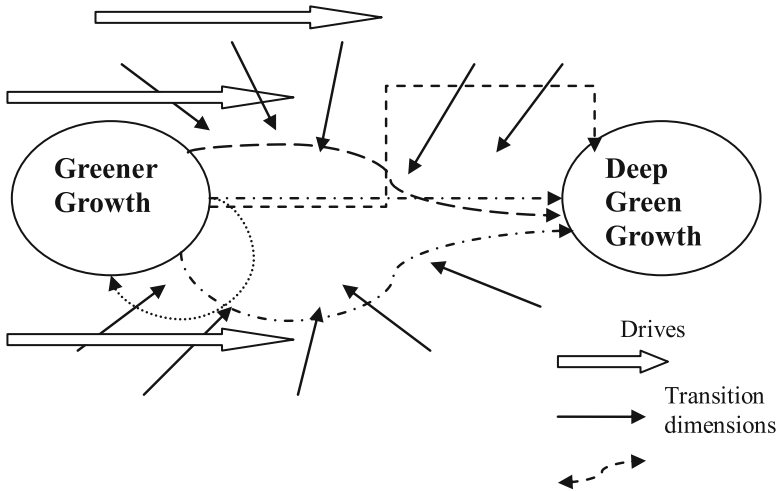 Greener
Growth
Deep
Green
Growth
Drives
Transition
dimensions